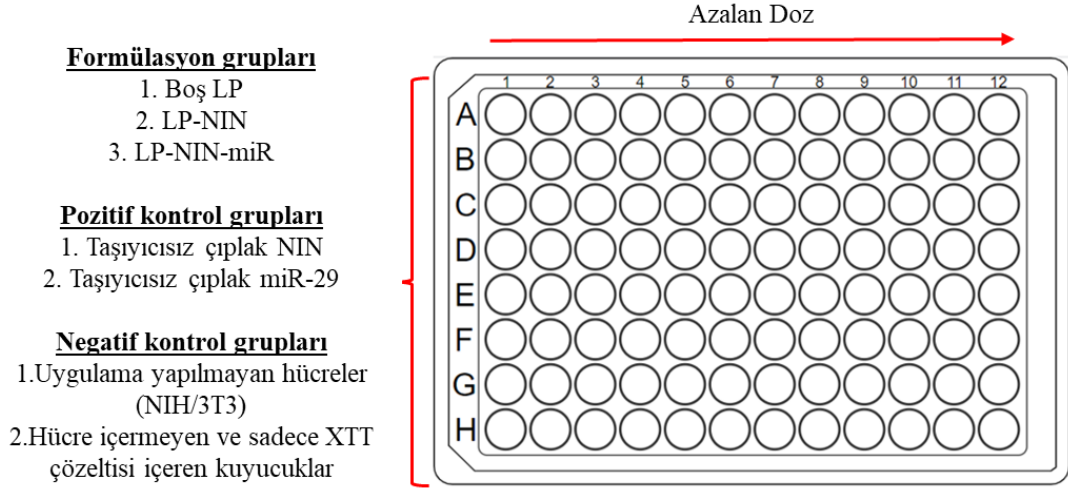 Azalan Doz
Formülasyon grupları
1. Boş LP
2. LP-NIN
3. LP-NIN-miR
Pozitif kontrol grupları
1. Taşıyıcısız çıplak NIN
2. Taşıyıcısız çıplak miR-29
Negatif kontrol grupları
1.Uygulama yapılmayan hücreler
(NIH/3T3)
2.Hücre içermeyen ve sadece XTT
çözeltisi içeren kuyucuklar
1 2 3 4 5 6 7 8 9 10 11 12
A
B
C
D
E
F
G
H